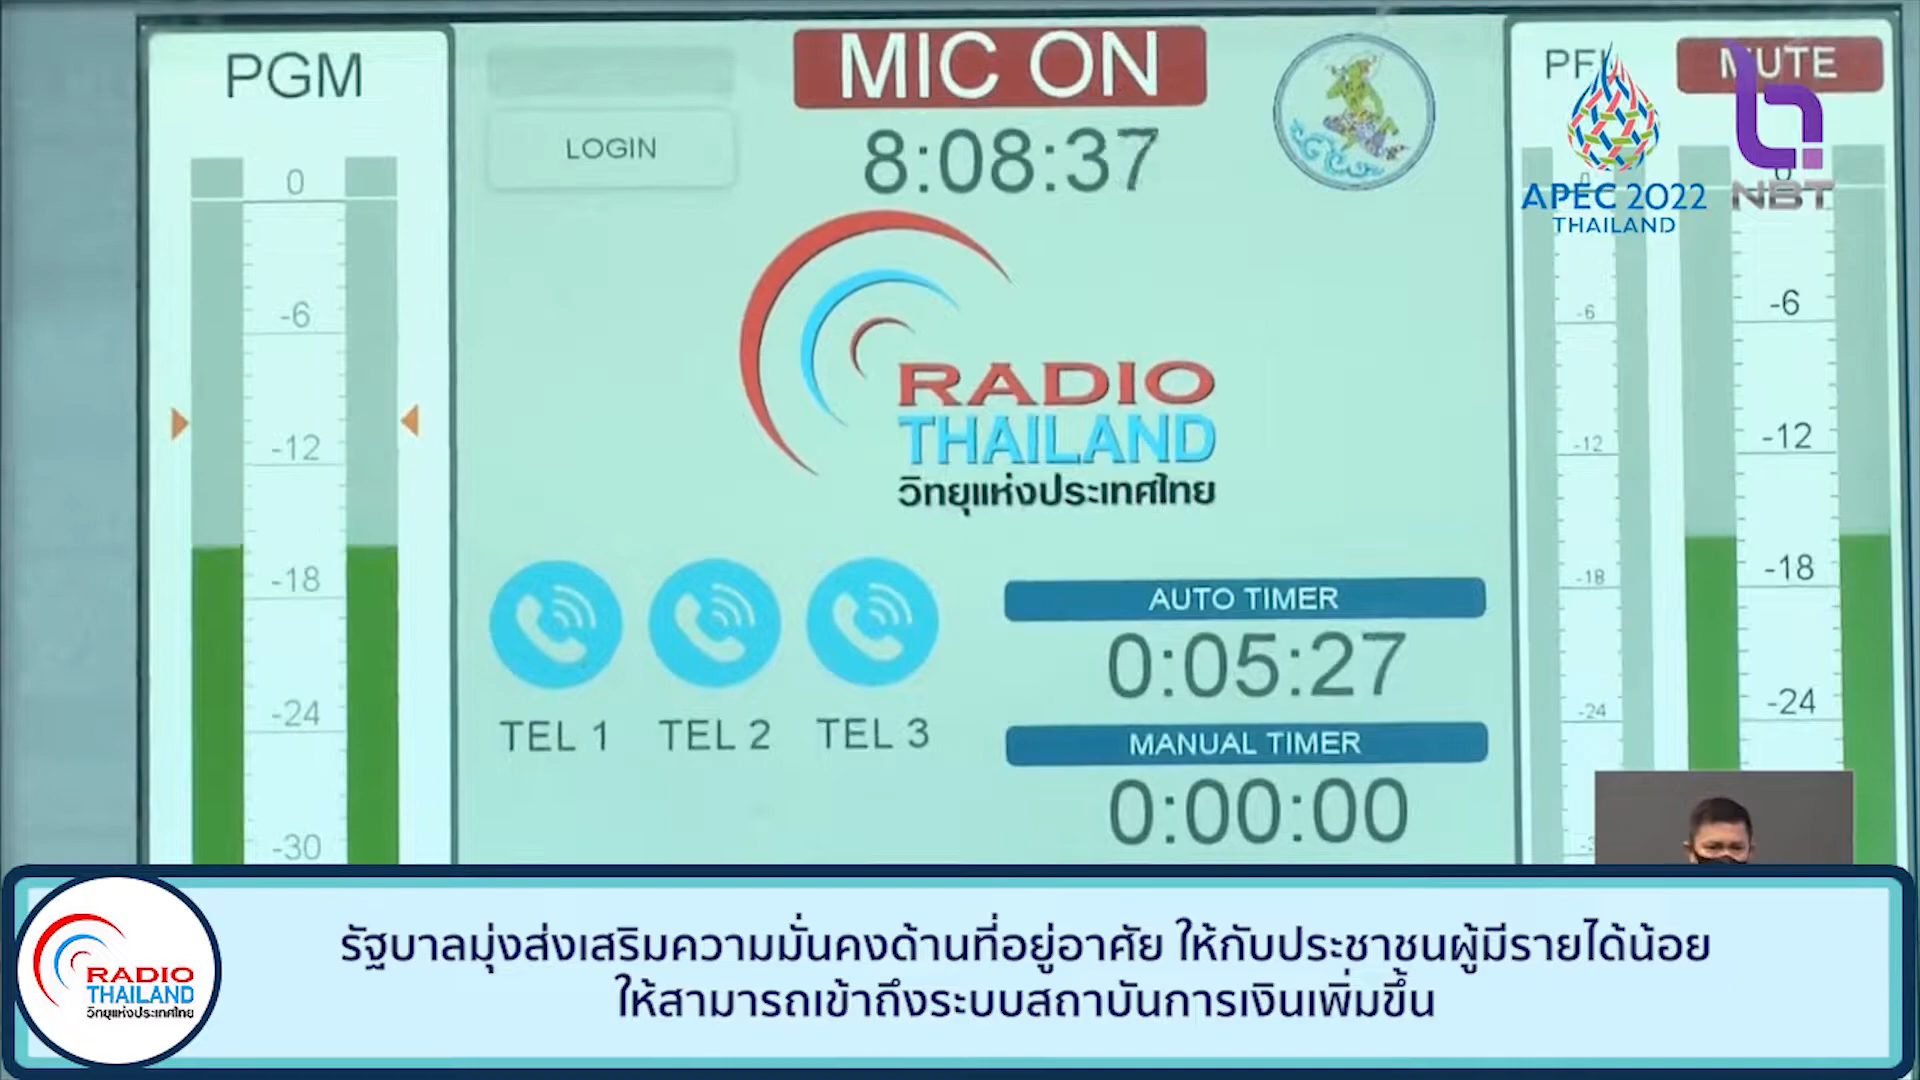 PGM
0
-6
-12
-18
-24
-30
LOGIN
MIC ON
8:08:37
RADIO
THAILAND
วิทยุแห่งประเทศไทย
TEL 1
TEL 2
TEL 3
AUTO TIMER
0:05:27
MANUAL TIMER
0:00:00
MUTE
APEC 2022
THAILAND
NBT
0
-6
-12
-18
-24
0
-6
-12
-18
-24
RADIO
THAILAND
วิทยุแห่งประเทศไทย
รัฐบาลมุ่งส่งเสริมความมั่นคงด้านที่อยู่อาศัย ให้กับประชาชนผู้มีรายได้น้อย
ให้สามารถเข้าถึงระบบสถาบันการเงินเพิ่มขึ้น